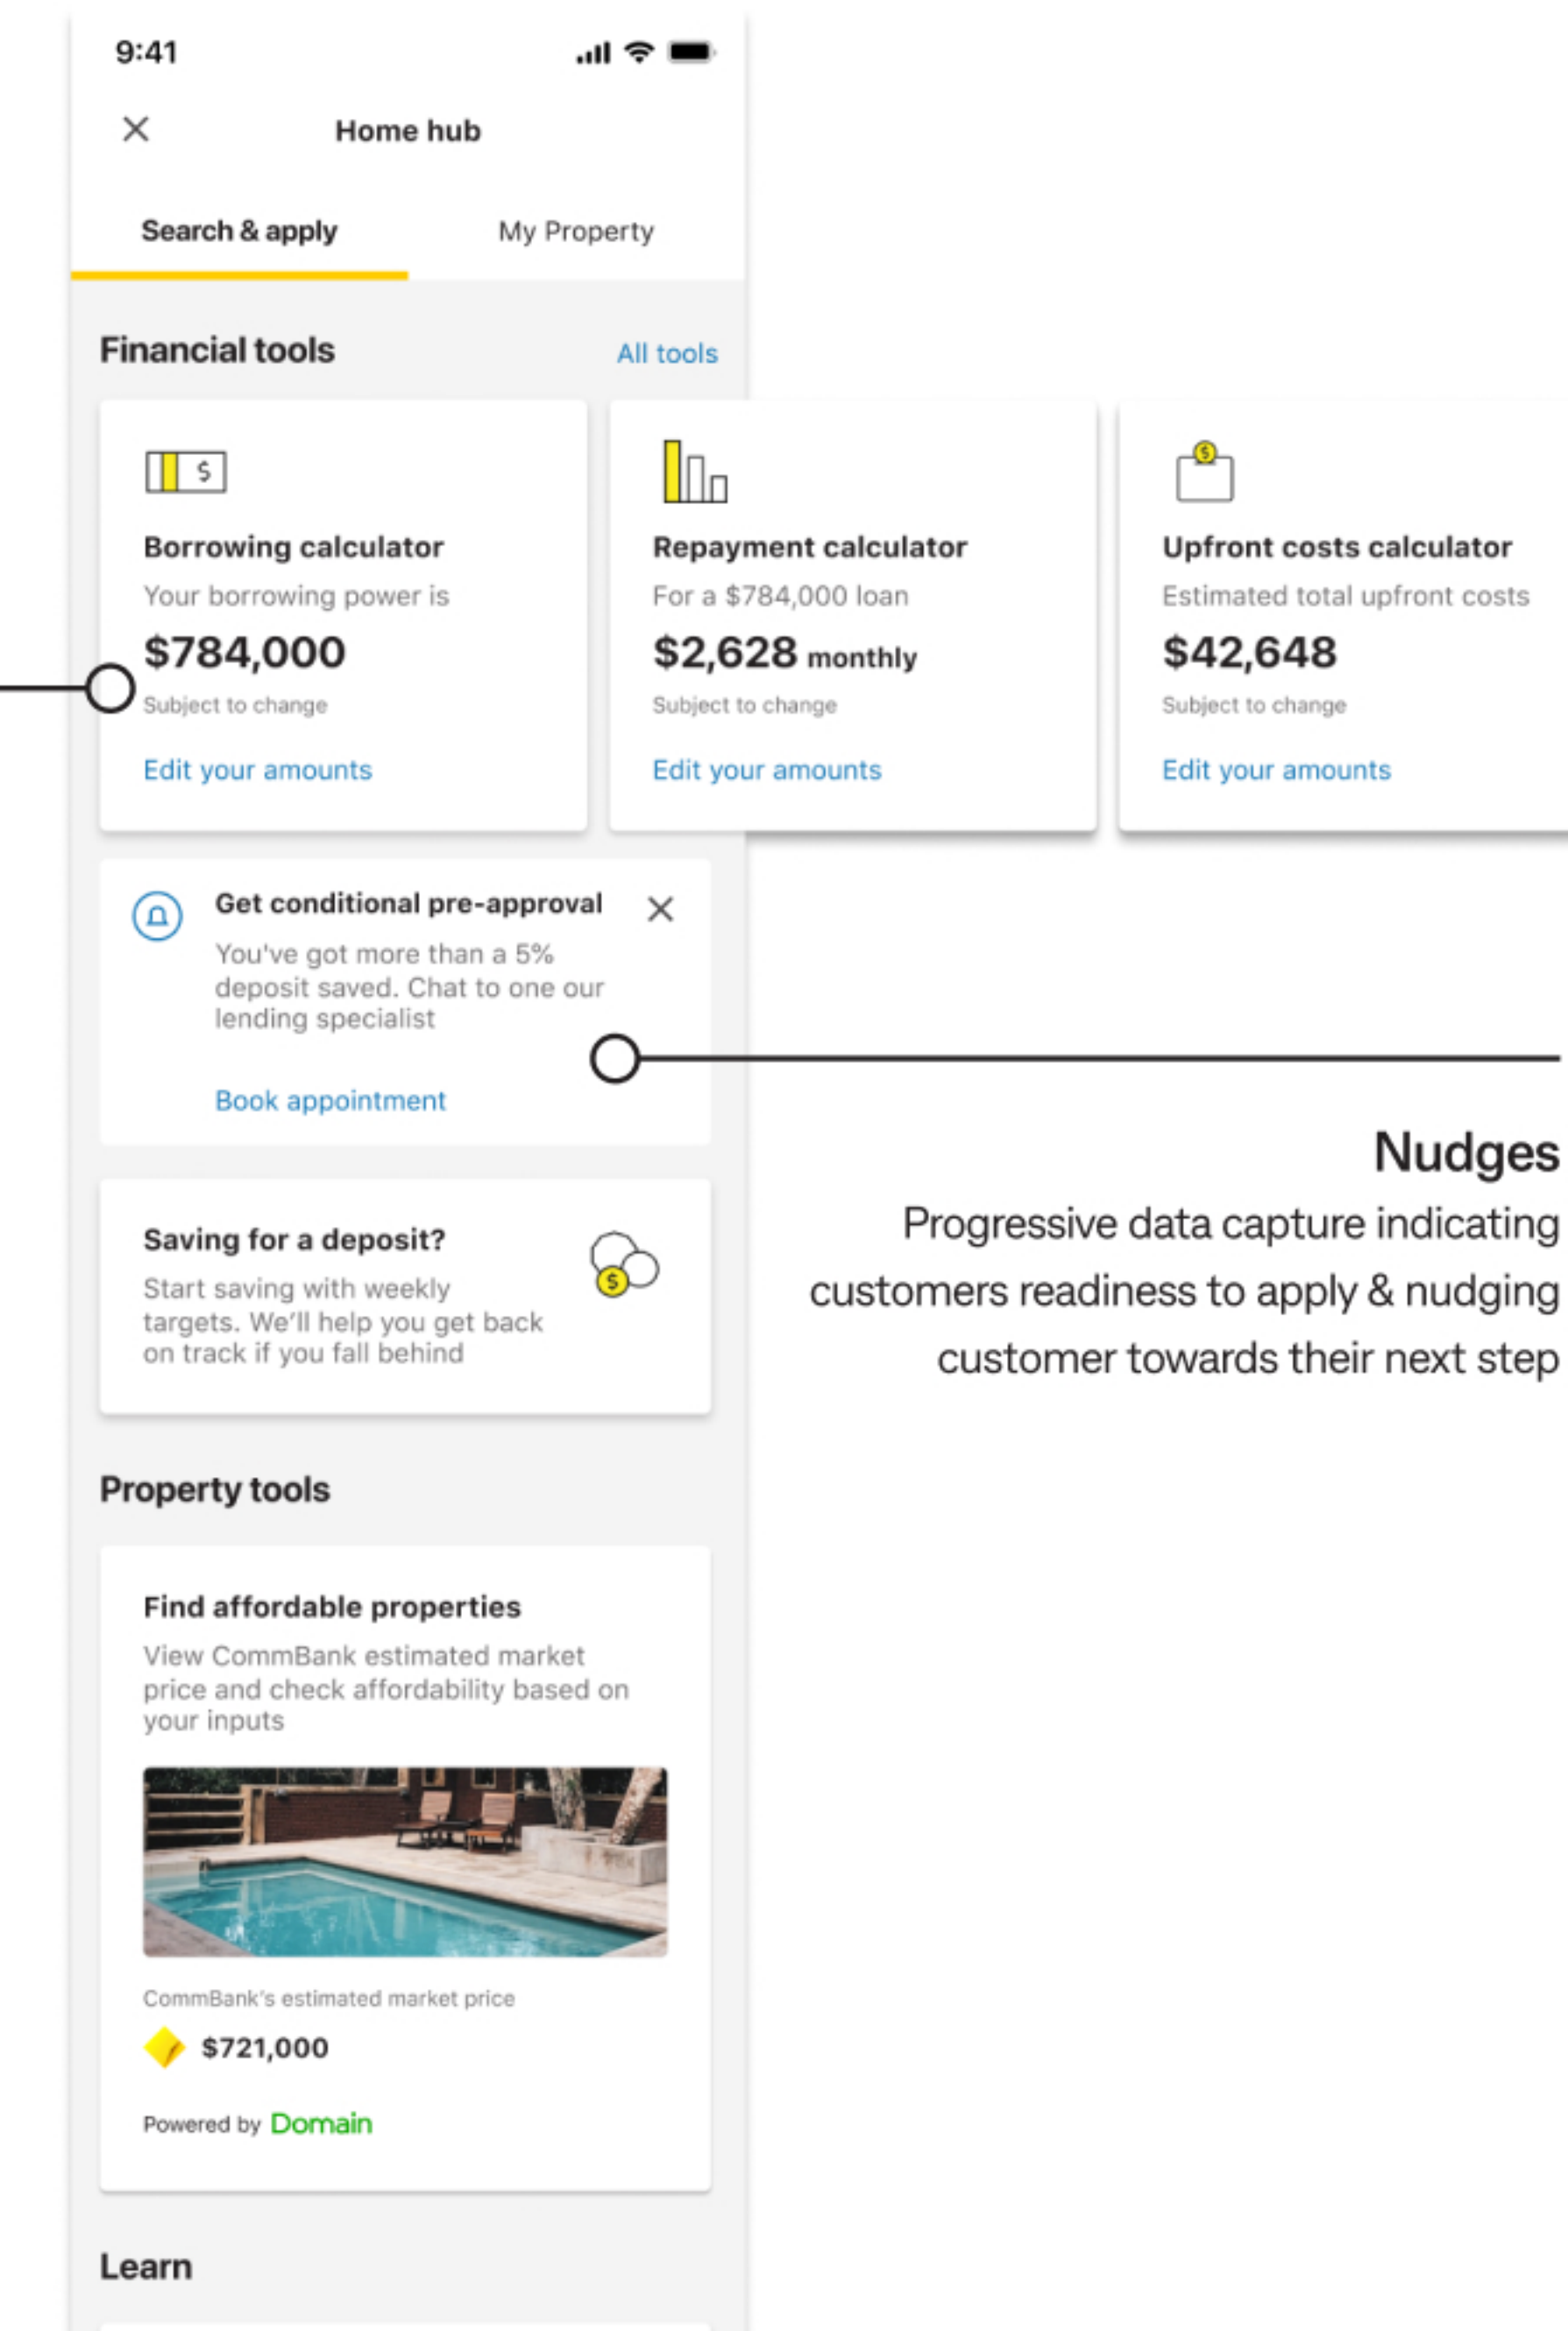 9:41
Home hub
Search & apply
My Property
Financial tools
All tools
Borrowing calculator
Your borrowing power is
$784,000
Subject to change
Edit your amounts
Repayment calculator
For a $784,000 loan
$2,628 monthly
Subject to change
Edit your amounts
Upfront costs calculator
Estimated total upfront costs
$42,648
Subject to change
Edit your amounts
Get conditional pre-approval
You've got more than a 5%
deposit saved. Chat to one our
lending specialist
Book appointment
Nudges
Progressive data capture indicating
customers readiness to apply & nudging
customer towards their next step
Saving for a deposit?
Start saving with weekly
targets. We'll help you get back
on track if you fall behind
Property tools
Find affordable properties
View CommBank estimated market
price and check affordability based on
your inputs
CommBank's estimated market price
$721,000
Powered by Domain
Learn